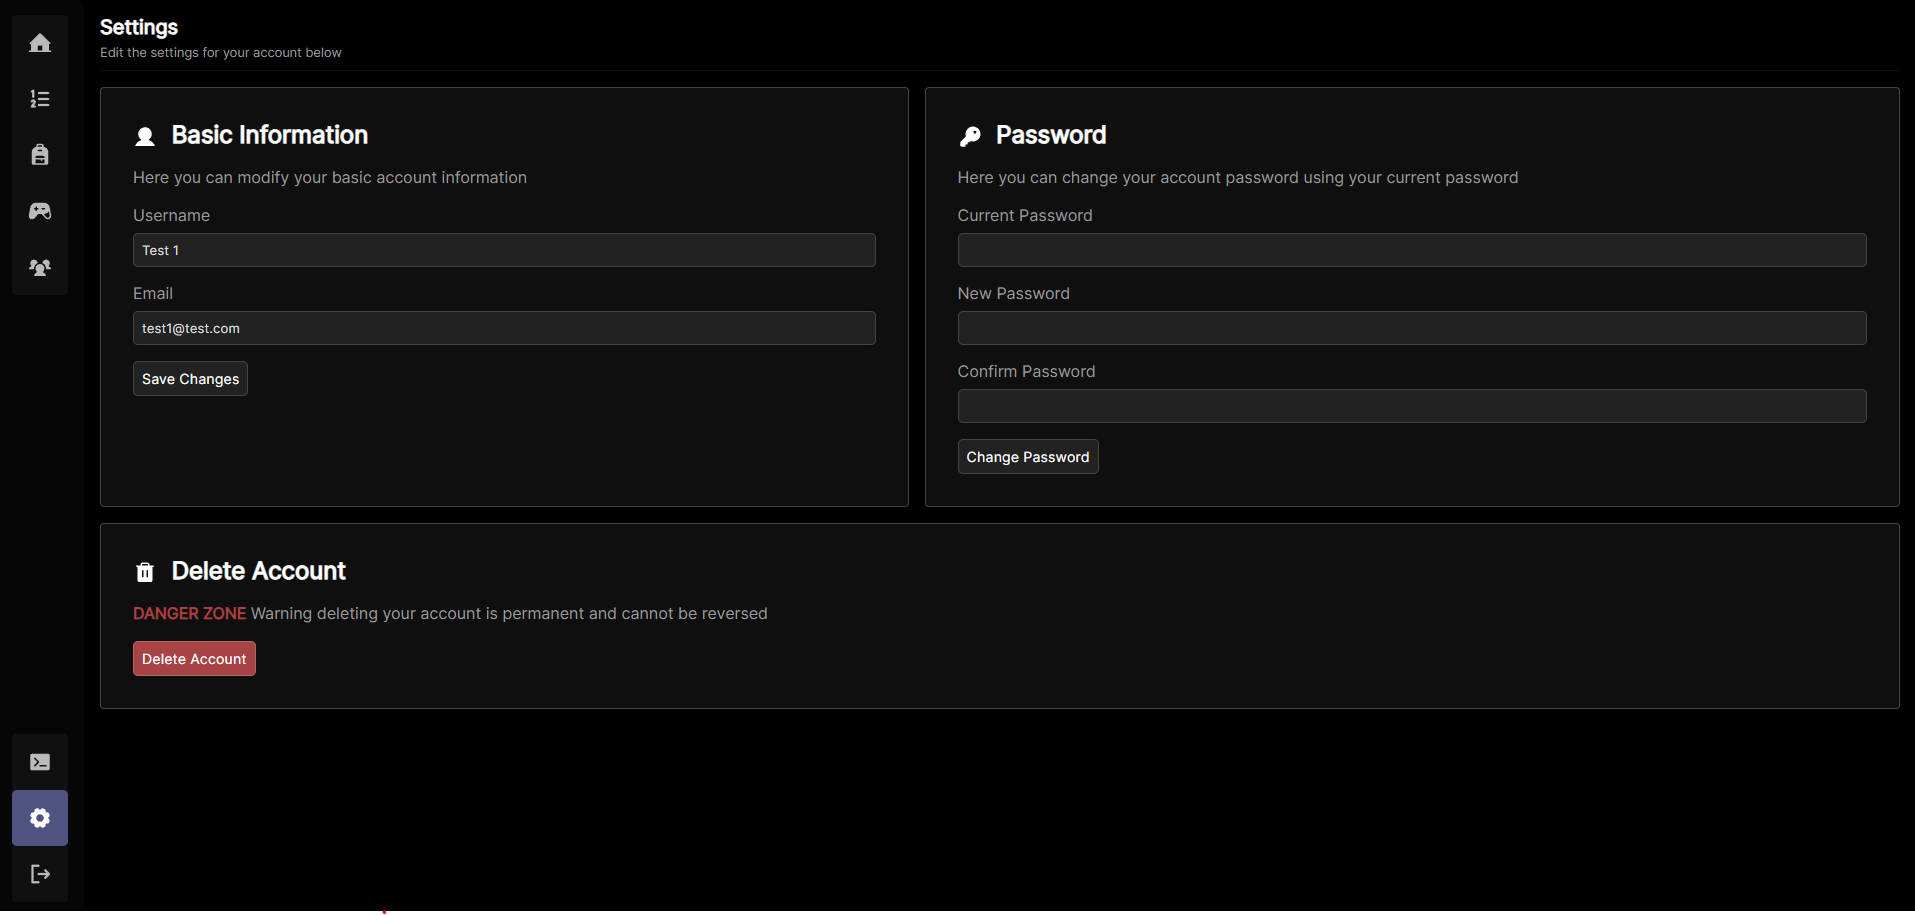 Settings
Edit the settings for your account below
Basic Information
Here you can modify your basic account information
Username
Test 1
Email
test1@test.com
Save Changes
Password
Here you can change your account password using your current password
Current Password
New Password
Confirm Password
Change Password
Delete Account
DANGER ZONE Warning deleting your account is permanent and cannot be reversed
Delete Account